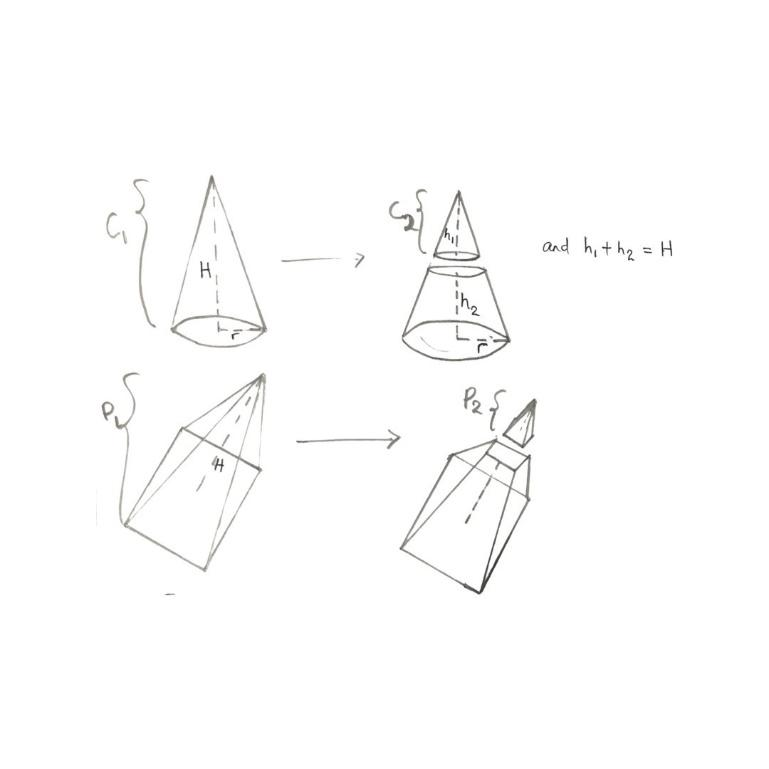 C₁
H
r
C₂
h₁
h₂
r
and h₁ + h₂ = H
P₁
H
P₂